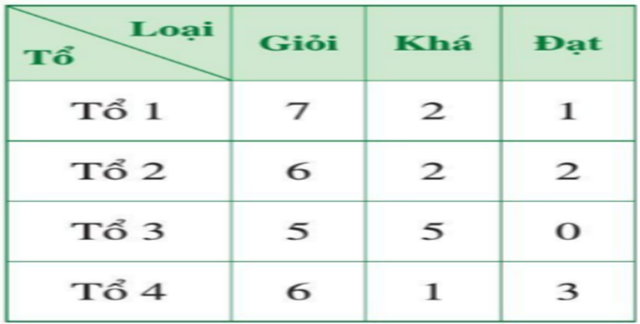 Loại
Tổ Giỏi Khá Đạt
Tổ 1 7 2 1
Tổ 2 6 2 2
Tổ 3 5 5 0
Tổ 4 6 1 3